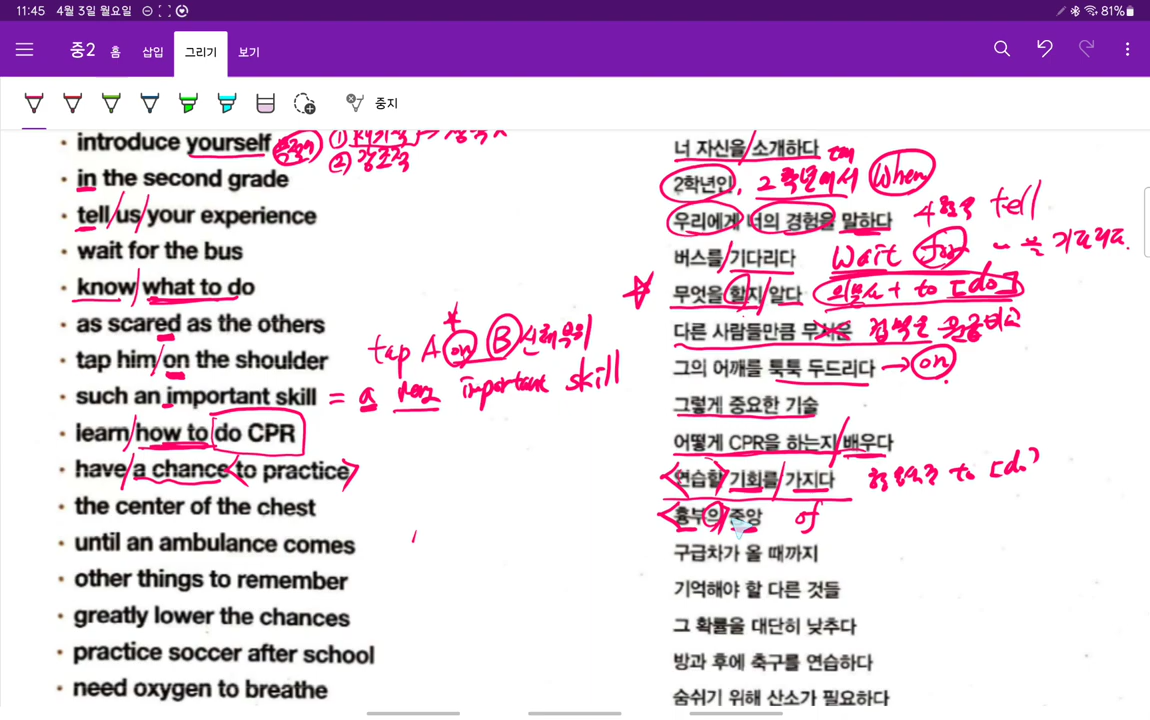 11:45 4월 3일 월요일 81%
중2 홈 삽입 그리기 보기
중지
introduce yourself
② 강조적
너 자신을/소개하다
in the second grade
2학년인, 2학년에서 When
tell/us/your experience
우리에게 너의 경험을 말하다 tell
wait for the bus
버스를/기다리다 Wait for ~을 기다리다.
know/what to do
무엇을 할지/알다 의문사 + to [do]
as scared as the others
다른 사람들만큼 무서운 겁먹은
tap him/on the shoulder
tap A on B 신체부위
그의 어깨를 툭툭 두드리다 → on
such an important skill = a very important skill
그렇게 중요한 기술
learn/how to do CPR
어떻게 CPR을 하는지/배우다
have/a chance<to practice>
<연습할>기회를/가지다 to [do]
the center of the chest
<흉부의>중앙 of
until an ambulance comes
구급차가 올 때까지
other things to remember
기억해야 할 다른 것들
greatly lower the chances
그 확률을 대단히 낮추다
practice soccer after school
방과 후에 축구를 연습하다
need oxygen to breathe
숨쉬기 위해 산소가 필요하다